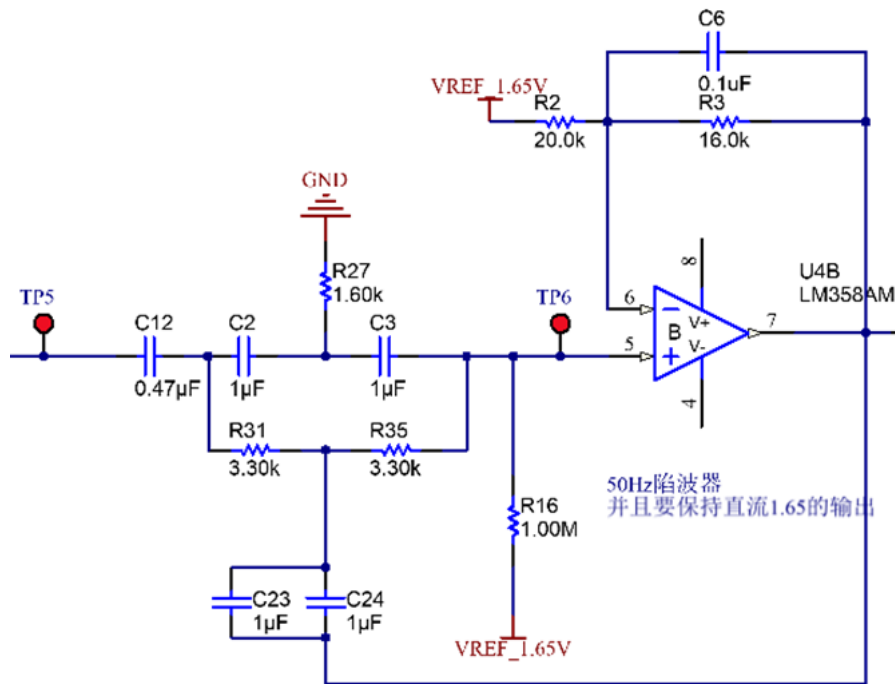 C6
0.1uF
VREF_1.65V
R2
20.0k
R3
16.0k
GND
R27
1.60k
8
U4B
LM358AM
TP5
TP6
C12
0.47μF
C2
1μF
C3
1μF
6
5
B
V+
V-
7
4
R31
3.30k
R35
3.30k
50Hz陷波器
并且要保持直流1.65的输出
R16
1.00M
C23
1μF
C24
1μF
VREF_1.65V